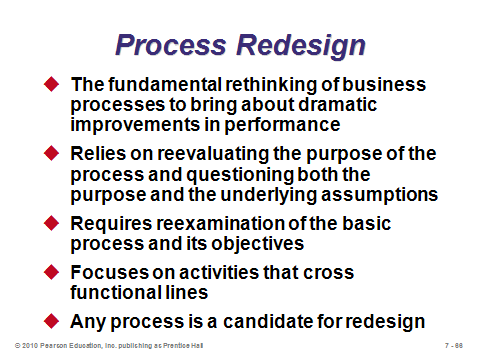 Process Redesign
The fundamental rethinking of business
processes to bring about dramatic
improvements in performance
Relies on reevaluating the purpose of the
process and questioning both the
purpose and the underlying assumptions
Requires reexamination of the basic
process and its objectives
Focuses on activities that cross
functional lines
Any process is a candidate for redesign
© 2010 Pearson Education, Inc. publishing as Prentice Hall
7 - 66